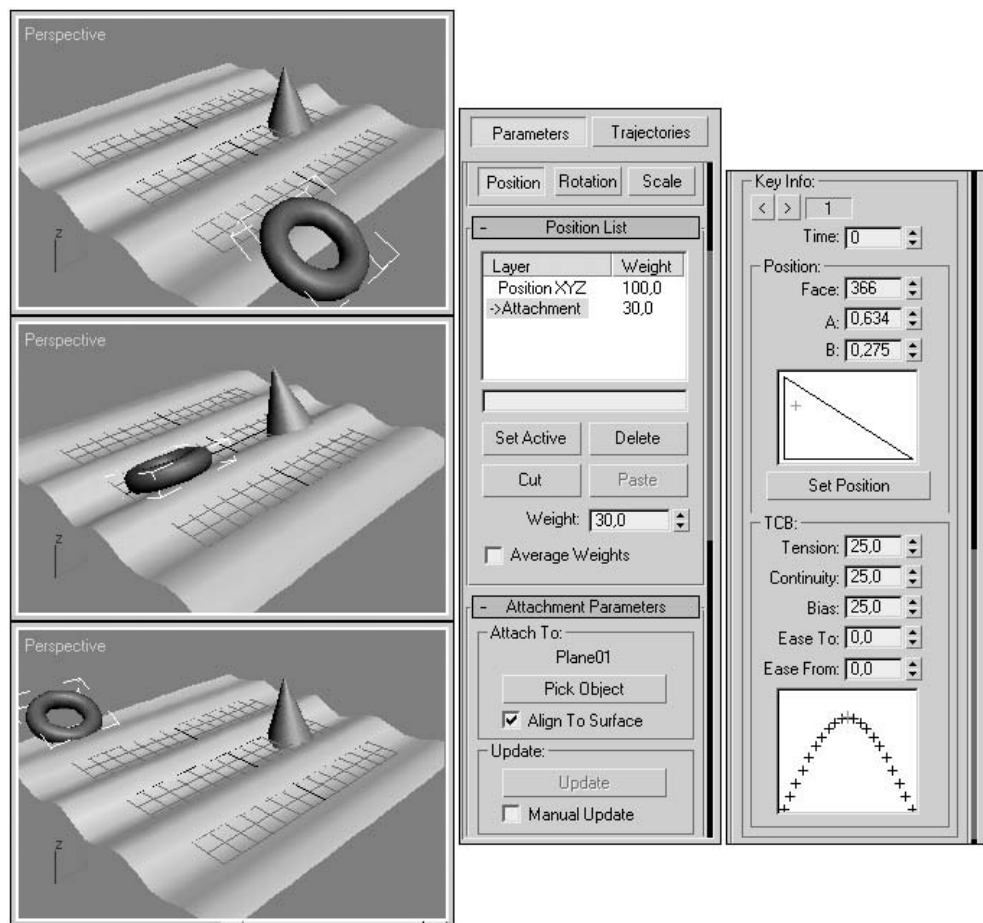 Perspective
z
Perspective
z
Perspective
z
Parameters Trajectories
Position Rotation Scale
- Position List
Layer Weight
Position XYZ 100,0
->Attachment 30,0
Set Active Delete
Cut Paste
Weight: 30,0
Average Weights
- Attachment Parameters
Attach To:
Plane01
Pick Object
Align To Surface
Update:
Update
Manual Update
Key Info:
< > 1
Time: 0
Position:
Face: 366
A: 0,634
B: 0,275
Set Position
TCB:
Tension: 25,0
Continuity: 25,0
Bias: 25,0
Ease To: 0,0
Ease From: 0,0